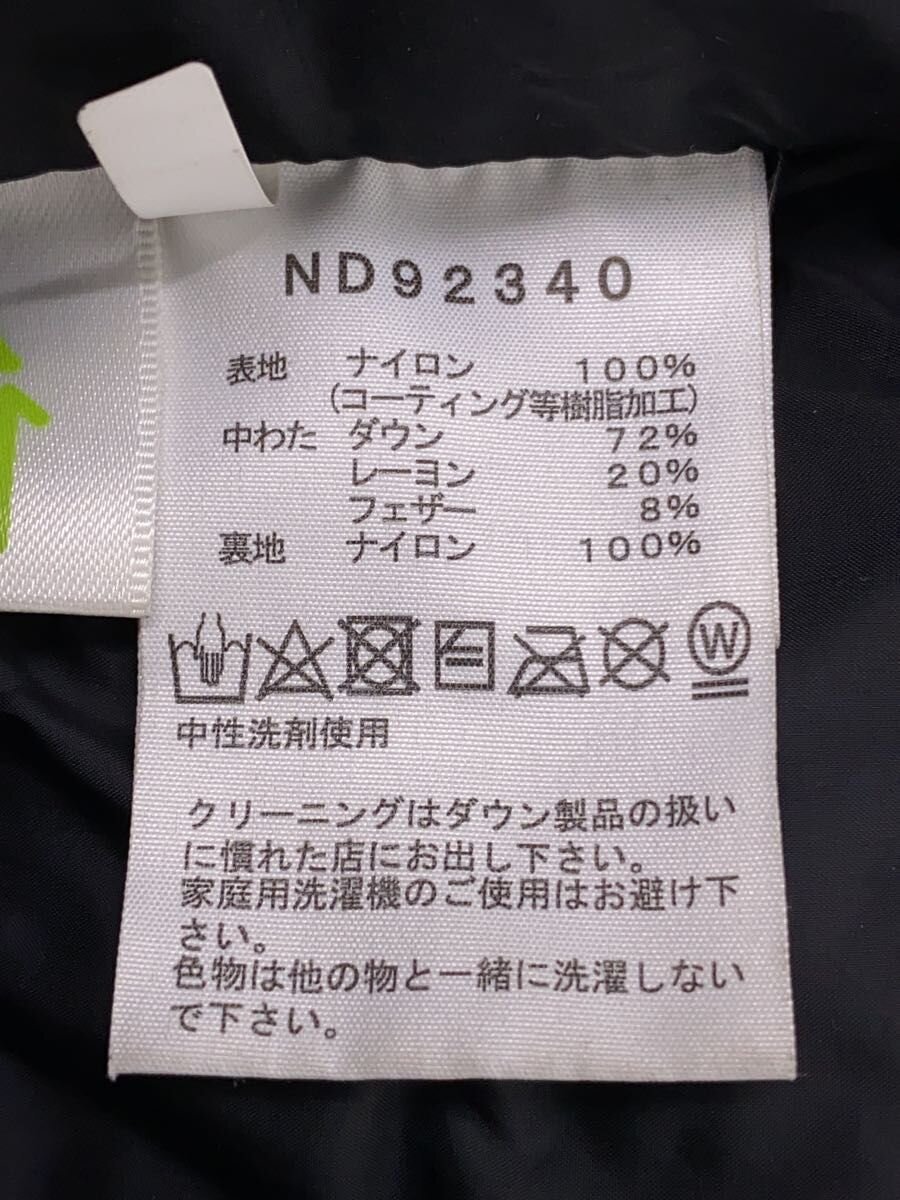 ND92340
表地 ナイロン 100%
(コーティング等樹脂加工)
中わた ダウン 72%
レーヨン 20%
フェザー 8%
裏地 ナイロン 100%
W
中性洗剤使用
クリーニングはダウン製品の扱い
に慣れた店にお出し下さい。
家庭用洗濯機のご使用はお避け下
さい。
色物は他の物と一緒に洗濯しない
で下さい。